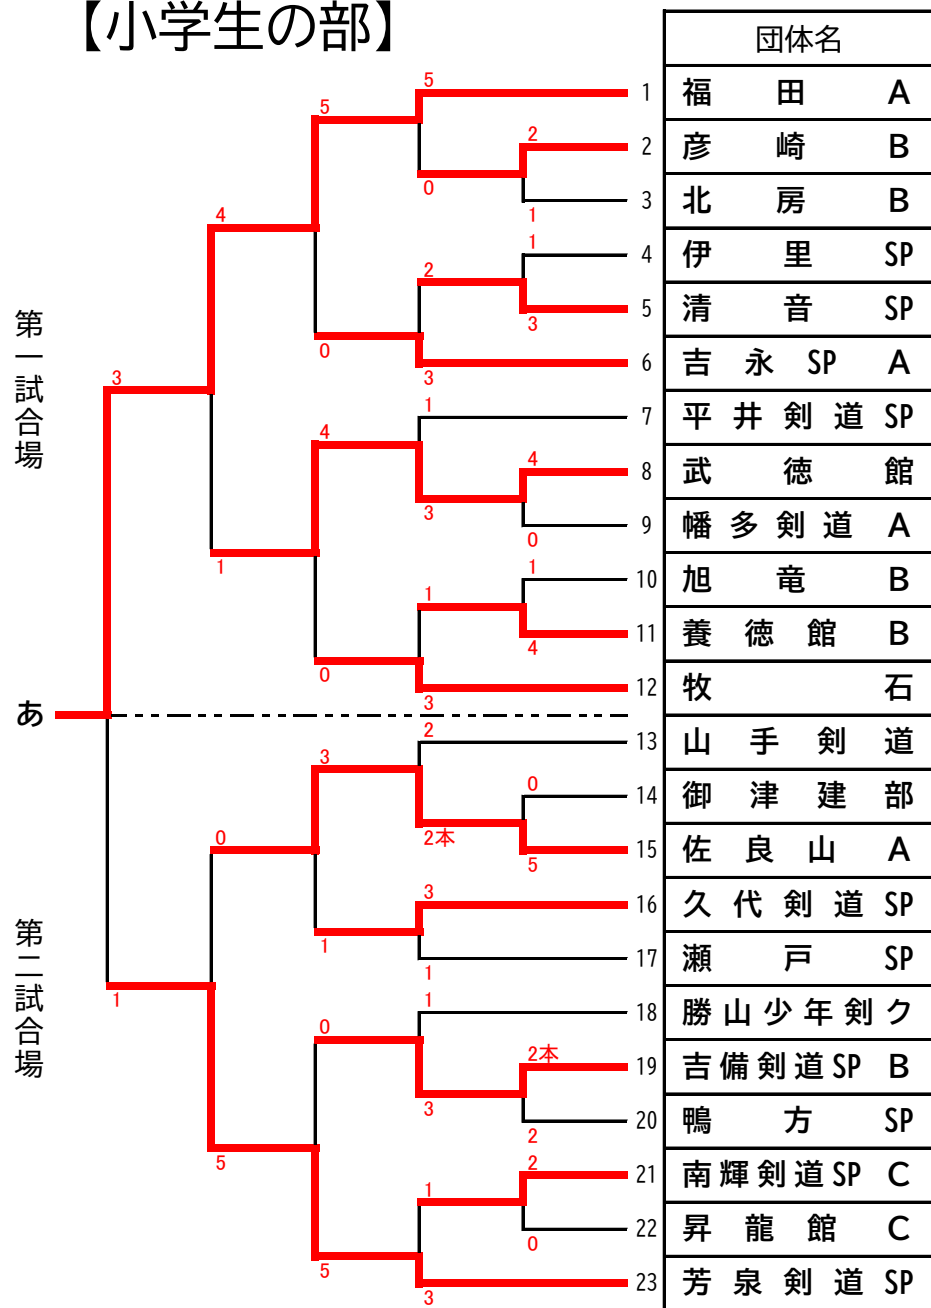 【小学生の部】
団体名
1 福田 A
2 彦崎 B
3 北房 B
4 伊里 SP
5 清音 SP
6 吉永SP A
7 平井剣道SP
8 武徳館
9 幡多剣道 A
10 旭竜 B
11 養徳館 B
12 牧石
13 山手剣道
14 御津建部
15 佐良山 A
16 久代剣道SP
17 瀬戸 SP
18 勝山少年剣ク
19 吉備剣道SP B
20 鴨方 SP
21 南輝剣道SP C
22 昇龍館 C
23 芳泉剣道SP
第一試合場
あ
第二試合場
5
5
2
0
1
4
1
2
3
0
3
3
1
4
4
3
0
1
1
1
4
0
3
2
3
0
0
2本
5
3
1
1
1
1
0
2本
3
2
5
2
1
0
5
3